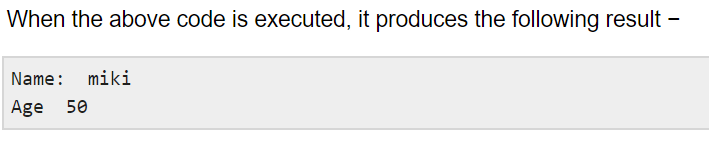 When the above code is executed, it produces the following result −
Name:  miki
Age  50